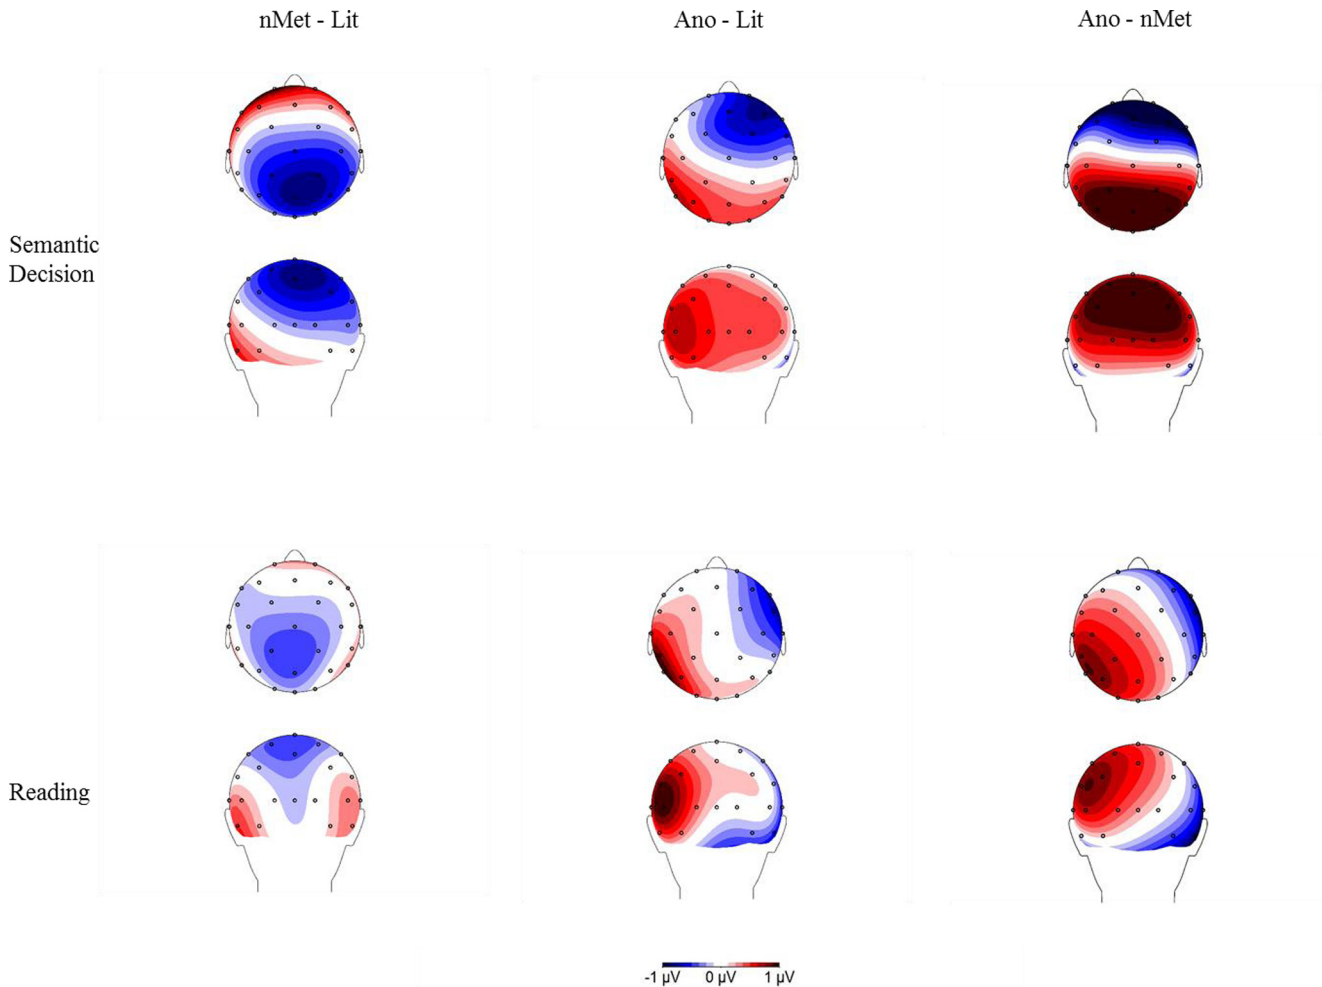 nMet - Lit
Ano - Lit
Ano - nMet
Semantic
Decision
Reading
-1 µV
0 µV
1 µV